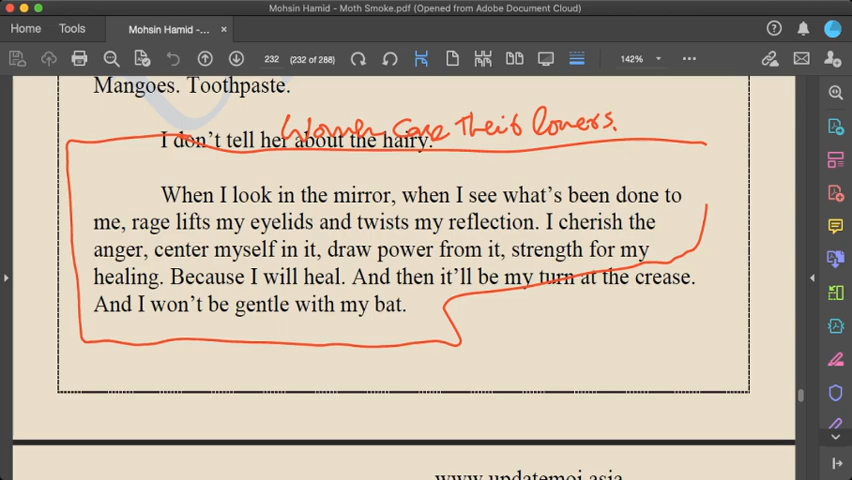 Mohsin Hamid - Moth Smoke.pdf (Opened from Adobe Document Cloud)
Home Tools Mohsin Hamid -... ×
232 (232 of 288) 142%
Mangoes. Toothpaste.
Women Their lovers.
I don't tell her about the hairy.
When I look in the mirror, when I see what's been done to
me, rage lifts my eyelids and twists my reflection. I cherish the
anger, center myself in it, draw power from it, strength for my
healing. Because I will heal. And then it'll be my turn at the crease.
And I won't be gentle with my bat.
www.updatemoi.asia